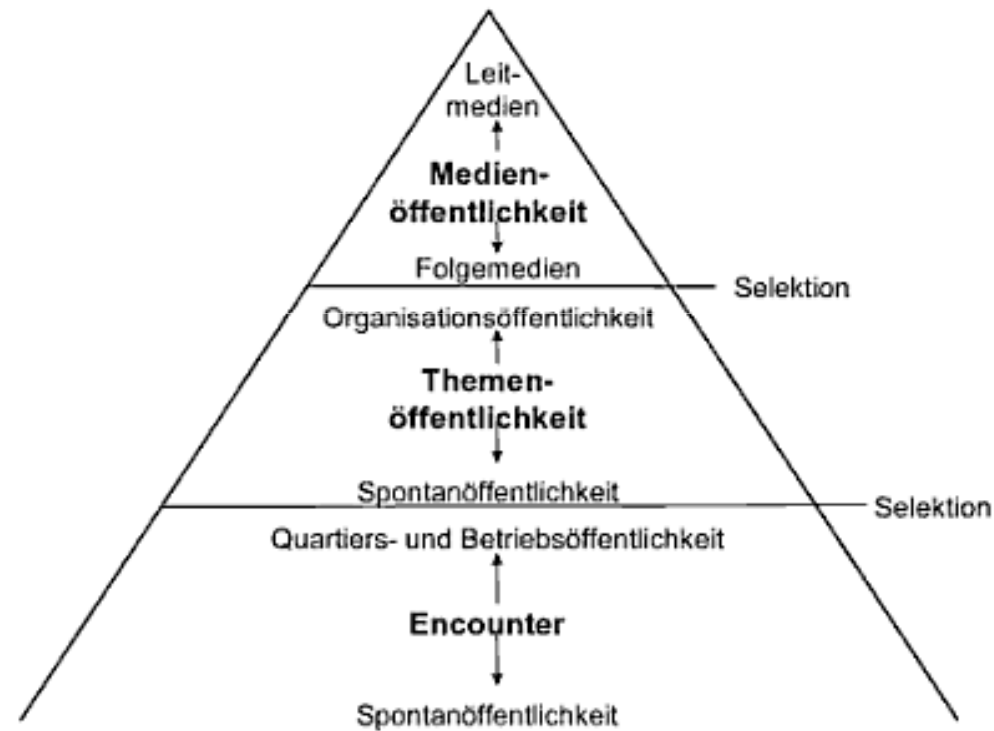 Leit-
medien
Medien-
öffentlichkeit
Folgemedien
Selektion
Organisationsöffentlichkeit
Themen-
öffentlichkeit
Spontanöffentlichkeit
Selektion
Quartiers- und Betriebsöffentlichkeit
Encounter
Spontanöffentlichkeit